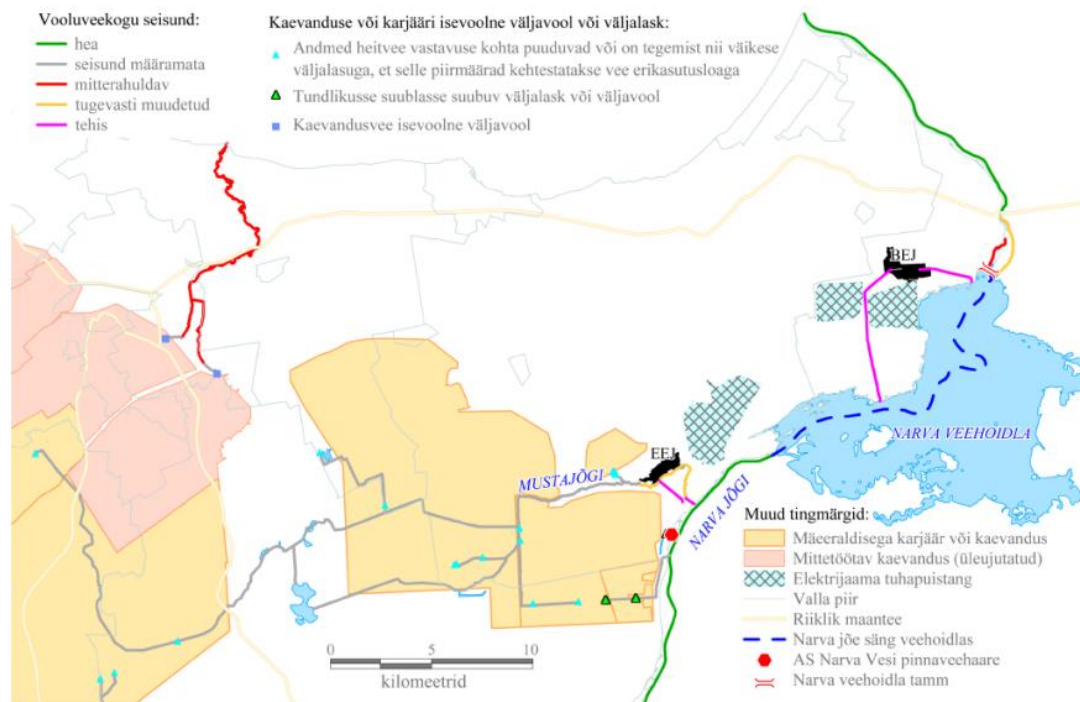 Vooluveekogu seisund:
hea
seisund määramata
mitterahuldav
tugevasti muudetud
tehis
Kaevanduse või karjääri isevoolne väljavool või väljalask:
Andmed heitvee vastavuse kohta puuduvad või on tegemist nii väikese
väljalasuga, et selle piirmäärad kehtestatakse vee erikasutusloaga
Tundlikusse suublasse suubuv väljalask või väljavool
Kaevandusvee isevoolne väljavool
BEJ
NARVA VEEHOIDLA
EEJ
MUSTAJÕGI
NARVA JÕGI
Muud tingmärgid:
Mäeeraldisega karjäär või kaevandus
Mittetöötav kaevandus (üleujutatud)
Elektrijaama tuhapuistang
Valla piir
Riiklik maantee
Narva jõe säng veehoidlas
AS Narva Vesi pinnaveehaare
Narva veehoidla tamm
0 5 10
kilomeetrid